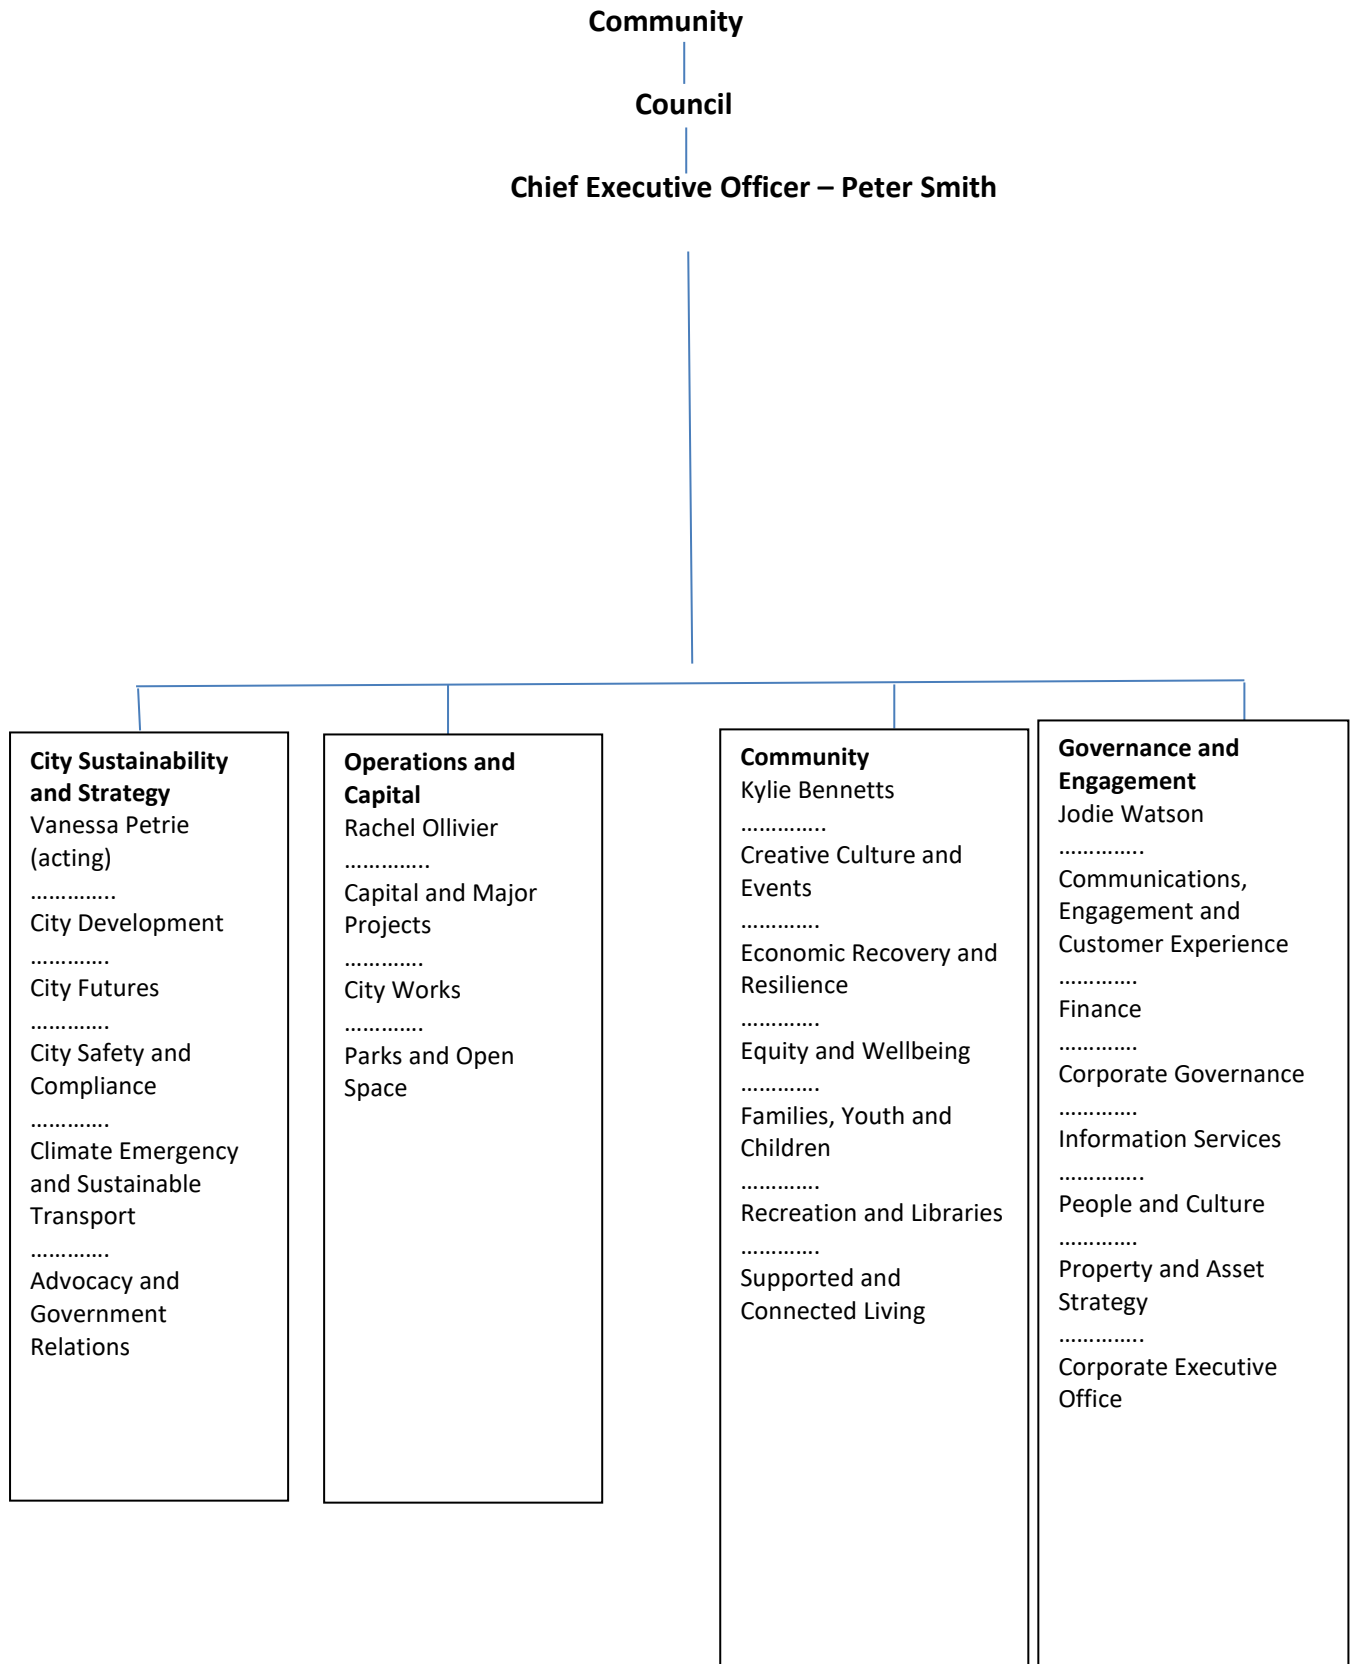 Community
Council
Chief Executive Officer – Peter Smith
City Sustainability
and Strategy
Vanessa Petrie
(acting)
…………..
City Development
………….
City Futures
………….
City Safety and
Compliance
………….
Climate Emergency
and Sustainable
Transport
………….
Advocacy and
Government
Relations
Operations and
Capital
Rachel Ollivier
…………..
Capital and Major
Projects
………….
City Works
………….
Parks and Open
Space
Community
Kylie Bennetts
…………..
Creative Culture and
Events
………….
Economic Recovery and
Resilience
………….
Equity and Wellbeing
………….
Families, Youth and
Children
………….
Recreation and Libraries
………….
Supported and
Connected Living
Governance and
Engagement
Jodie Watson
…………..
Communications,
Engagement and
Customer Experience
………….
Finance
………….
Corporate Governance
………….
Information Services
…………..
People and Culture
………….
Property and Asset
Strategy
…………..
Corporate Executive
Office